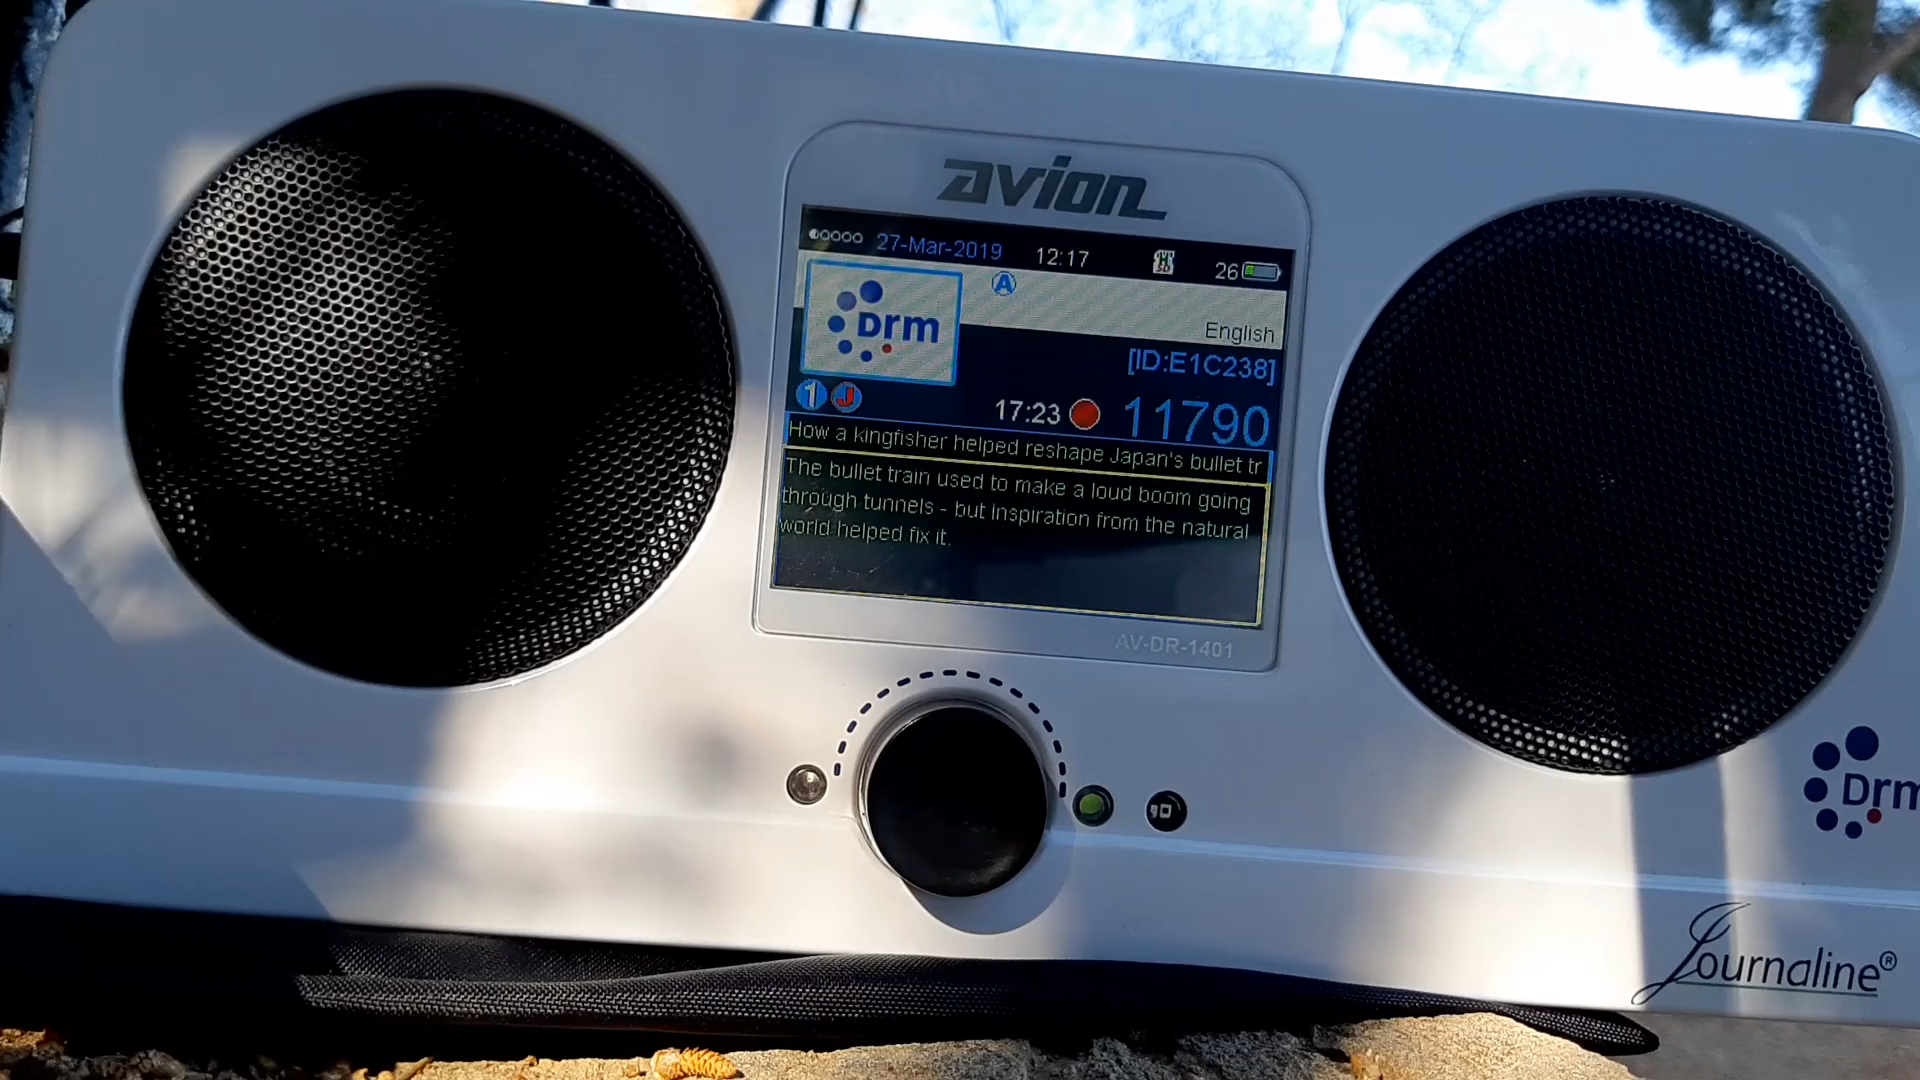 avion
27-Mar-2019 12:17 26
A
Drm
English
[ID:E1C238]
1 J
17:23 11790
How a kingfisher helped reshape Japan's bullet tr
The bullet train used to make a loud boom going
through tunnels - but inspiration from the natural
world helped fix it.
AV-DR-1401
Drm
Journaline®